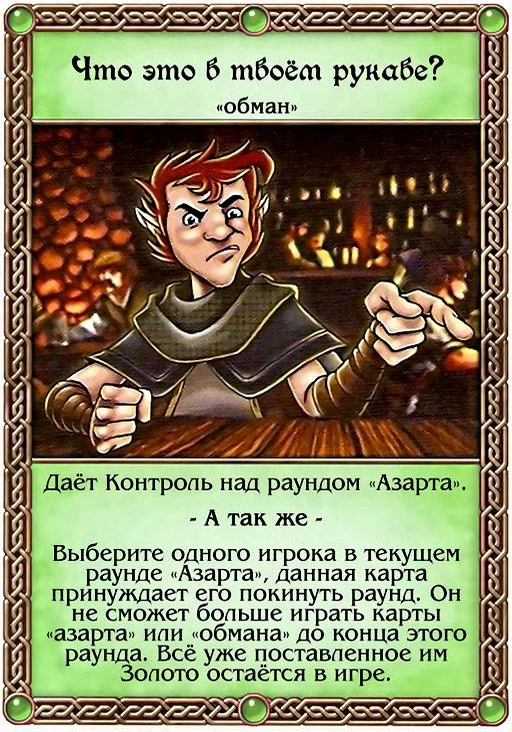 Что это в твоём рукаве?
«обман»
Даёт Контроль над раундом «Азарта».
- А так же -
Выберите одного игрока в текущем
раунде «Азарта», данная карта
принуждает его покинуть раунд. Он
не сможет больше играть карты
«азарта» или «обмана» до конца этого
раунда. Всё уже поставленное им
Золото остаётся в игре.